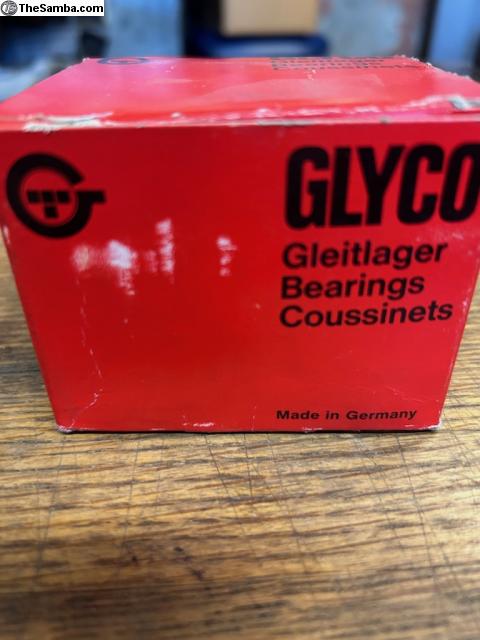 TheSamba.com
GLYCO
Gleitlager
Bearings
Coussinets
Made in Germany